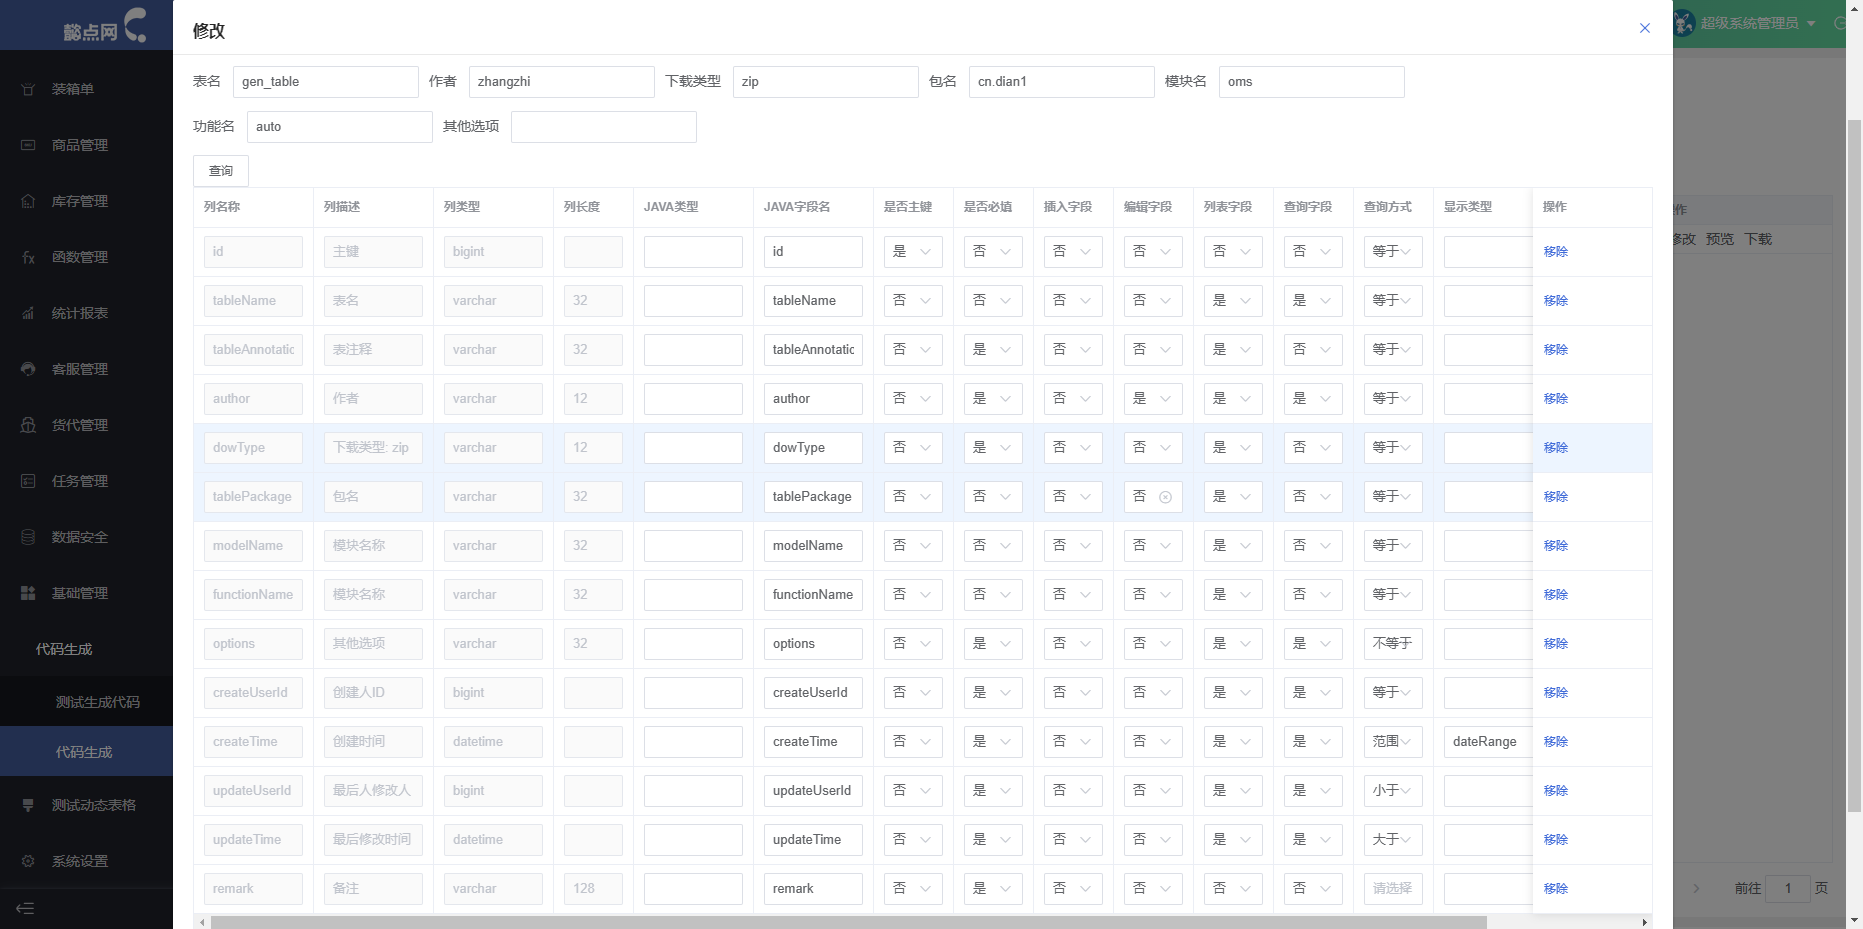 懿点网
修改
超级系统管理员
表名 gen_table 作者 zhangzhi 下载类型 zip 包名 cn.dian1 模块名 oms
功能名 auto 其他选项
查询
列名称 列描述 列类型 列长度 JAVA类型 JAVA字段名 是否主键 是否必填 插入字段 编辑字段 列表字段 查询字段 查询方式 显示类型 操作
id 主键 bigint id 是 否 否 否 否 否 等于 移除
tableName 表名 varchar 32 tableName 否 否 否 否 是 是 等于 移除
tableAnnotatic 表注释 varchar 32 tableAnnotatic 否 是 否 否 是 否 等于 移除
author 作者 varchar 12 author 否 是 否 是 是 是 等于 移除
dowType 下载类型: zip varchar 12 dowType 否 是 否 否 是 否 等于 移除
tablePackage 包名 varchar 32 tablePackage 否 否 否 否 是 否 等于 移除
modelName 模块名称 varchar 32 modelName 否 否 否 否 是 否 等于 移除
functionName 模块名称 varchar 32 functionName 否 否 否 否 是 否 等于 移除
options 其他选项 varchar 32 options 否 是 否 否 是 是 不等于 移除
createUserId 创建人ID bigint createUserId 否 是 否 否 是 是 等于 移除
createTime 创建时间 datetime createTime 否 是 否 否 是 是 范围 dateRange 移除
updateUserId 最后人修改人 bigint updateUserId 否 是 否 否 是 是 小于 移除
updateTime 最后修改时间 datetime updateTime 否 是 否 否 是 是 大于 移除
remark 备注 varchar 128 remark 否 是 否 否 否 否 请选择 移除
装箱单
商品管理
库存管理
函数管理
统计报表
客服管理
货代管理
任务管理
数据安全
基础管理
代码生成
测试生成代码
代码生成
测试动态表格
系统设置
作
修改 预览 下载
前往 1 页